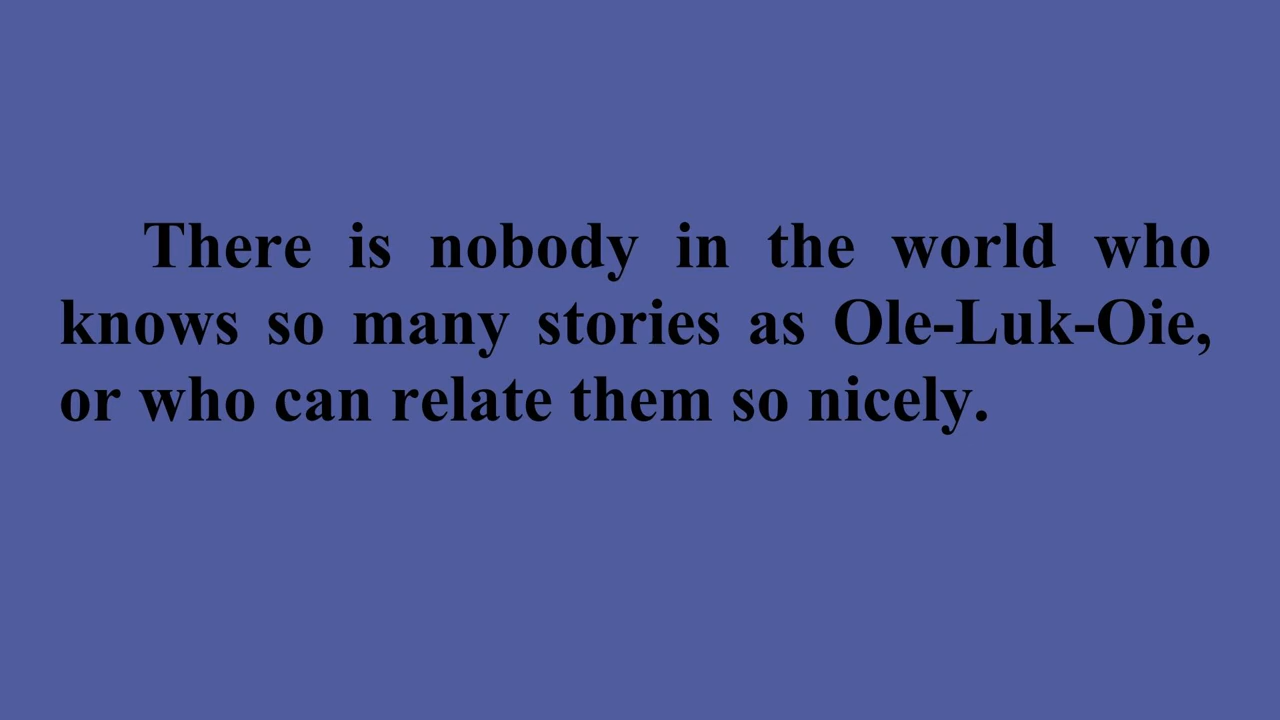 There is nobody in the world who
knows so many stories as Ole-Luk-Oie,
or who can relate them so nicely.